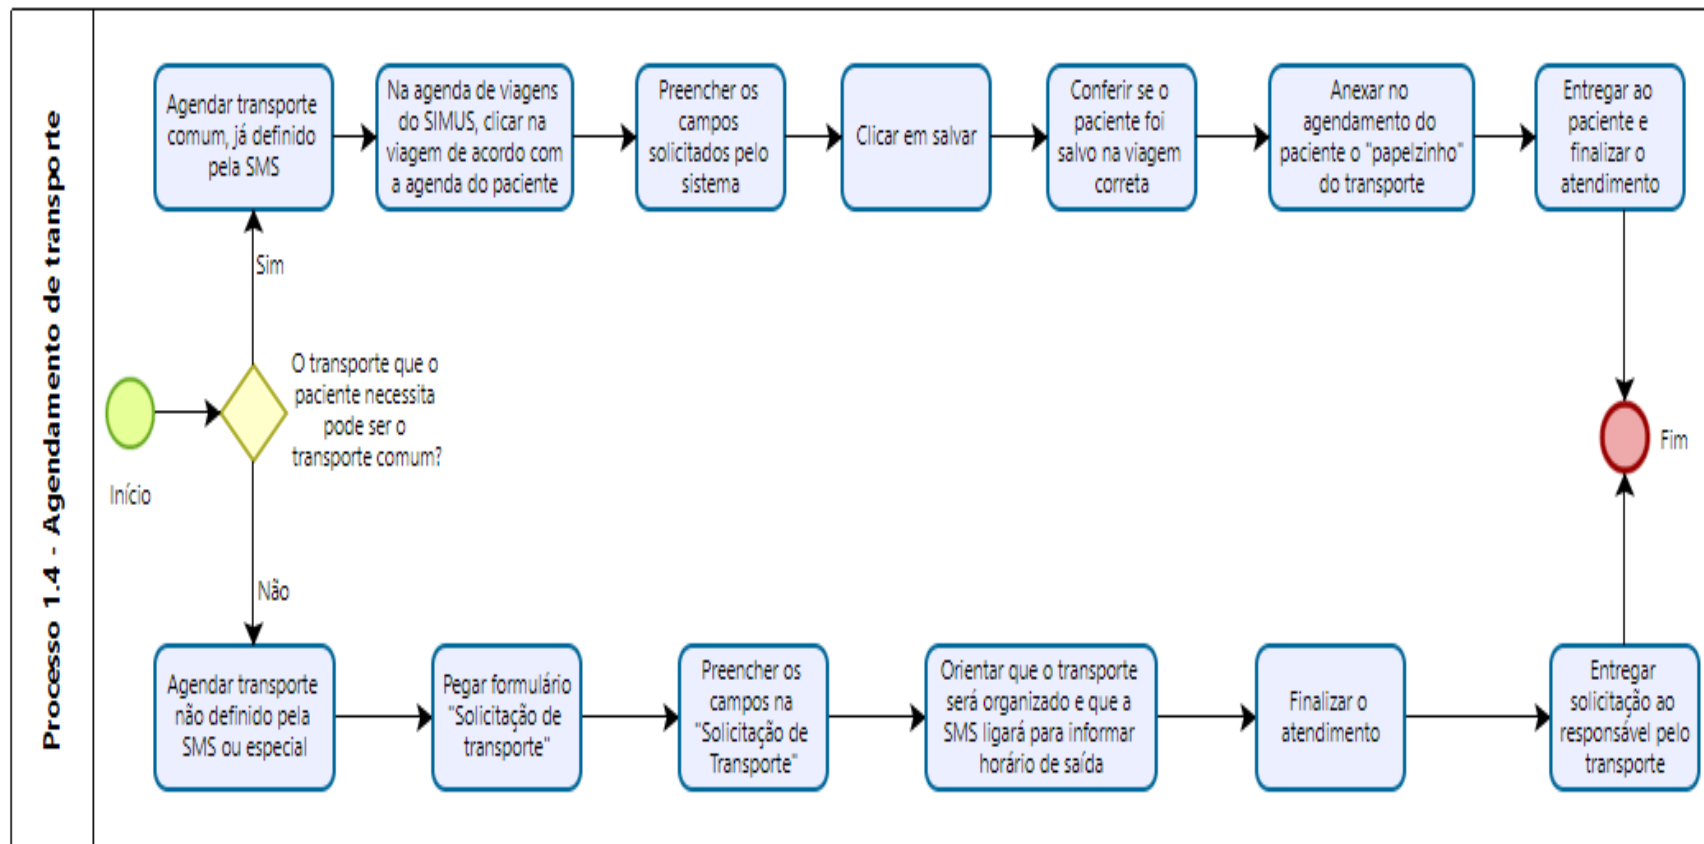 Processo 1.4 - Agendamento de transporte
Agendar transporte
comum, já definido
pela SMS
Na agenda de viagens
do SIMUS, clicar na
viagem de acordo com
a agenda do paciente
Preencher os
campos
solicitados pelo
sistema
Clicar em salvar
Conferir se o
paciente foi
salvo na viagem
correta
Anexar no
agendamento do
paciente o "papelzinho"
do transporte
Entregar ao
paciente e
finalizar o
atendimento
Sim
O transporte que o
paciente necessita
pode ser o
transporte comum?
Início
Fim
Não
Agendar transporte
não definido pela
SMS ou especial
Pegar formulário
"Solicitação de
transporte"
Preencher os
campos na
"Solicitação de
Transporte"
Orientar que o transporte
será organizado e que a
SMS ligará para informar
horário de saída
Finalizar o
atendimento
Entregar
solicitação ao
responsável pelo
transporte